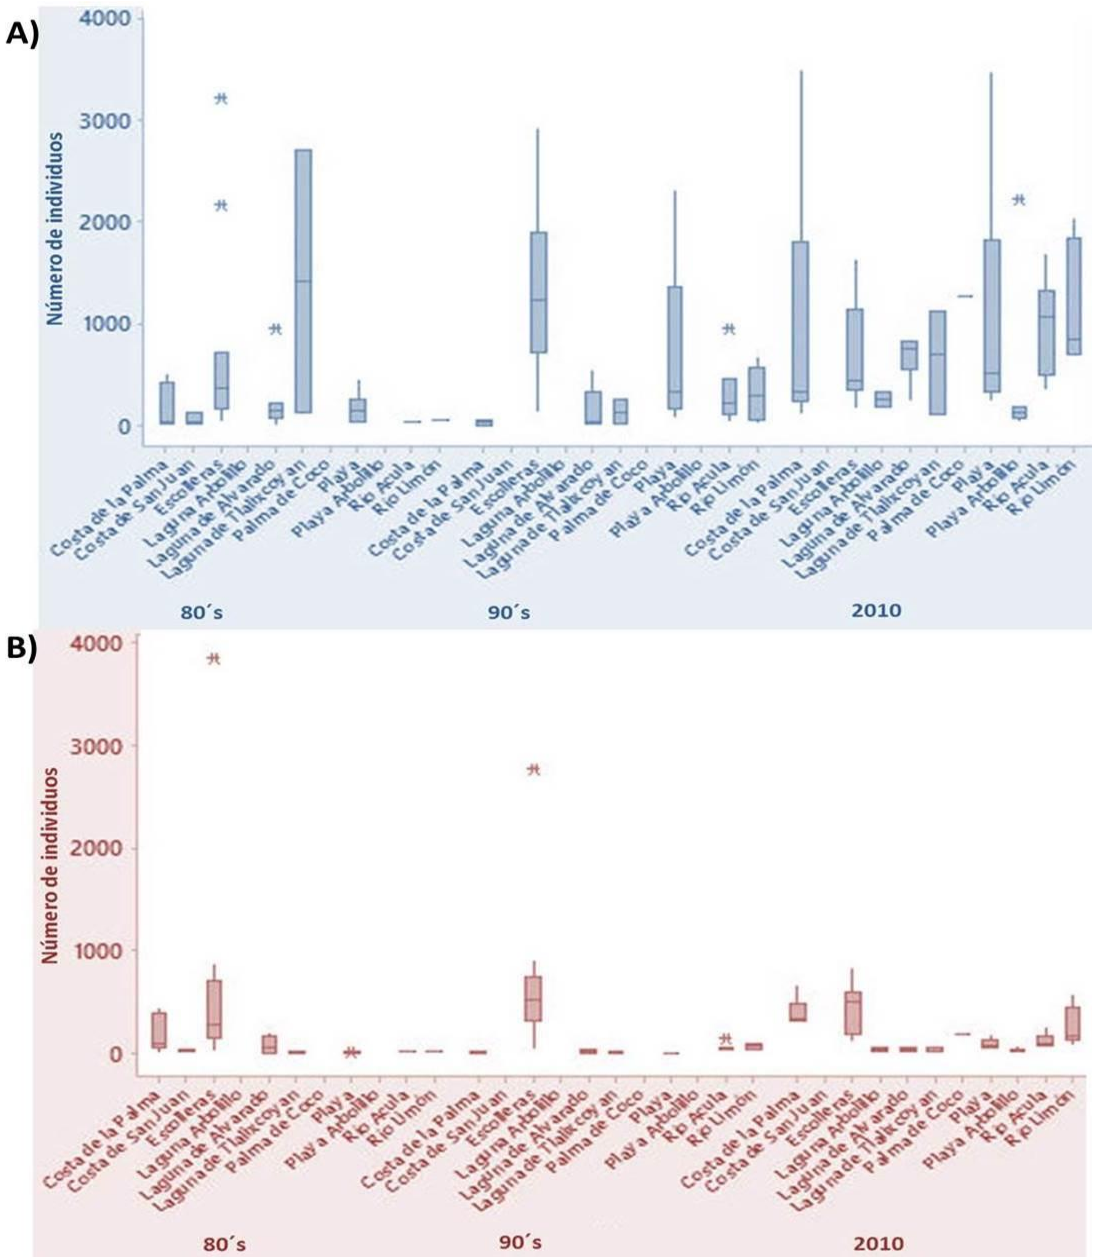 A)
Número de individuos
4000
3000
2000
1000
0
Costa de la Palma
Costa de San Juan
Escolleras
Laguna Arbolillo
Laguna de Alvarado
Laguna de Tlalixcoyan
Palma de Coco
Playa
Playa Arbolillo
Río Acula
Río Limón
Costa de la Palma
Costa de San Juan
Escolleras
Laguna Arbolillo
Laguna de Alvarado
Laguna de Tlalixcoyan
Palma de Coco
Playa
Playa Arbolillo
Río Acula
Río Limón
Costa de la Palma
Costa de San Juan
Escolleras
Laguna Arbolillo
Laguna de Alvarado
Laguna de Tlalixcoyan
Palma de Coco
Playa
Playa Arbolillo
Río Acula
Río Limón
80´s
90´s
2010
B)
Número de individuos
4000
3000
2000
1000
0
Costa de la Palma
Costa de San Juan
Escolleras
Laguna Arbolillo
Laguna de Alvarado
Laguna de Tlalixcoyan
Palma de Coco
Playa
Playa Arbolillo
Río Acula
Río Limón
Costa de la Palma
Costa de San Juan
Escolleras
Laguna Arbolillo
Laguna de Alvarado
Laguna de Tlalixcoyan
Palma de Coco
Playa
Playa Arbolillo
Río Acula
Río Limón
Costa de la Palma
Costa de San Juan
Escolleras
Laguna Arbolillo
Laguna de Alvarado
Laguna de Tlalixcoyan
Palma de Coco
Playa
Playa Arbolillo
Río Acula
Río Limón
80´s
90´s
2010